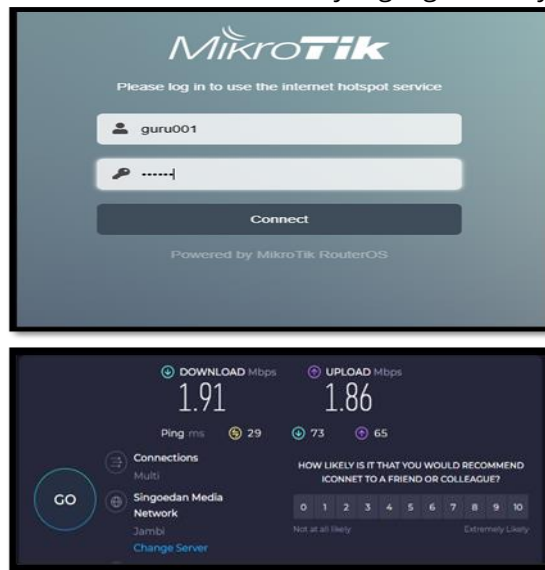 MikroTik
Please log in to use the internet hotspot service
guru001
••••••
Connect
Powered by MikroTik RouterOS
DOWNLOAD Mbps UPLOAD Mbps
1.91 1.86
Ping ms 29 73 65
Connections
Multi
Singoedan Media
Network
Jambi
Change Server
GO
HOW LIKELY IS IT THAT YOU WOULD RECOMMEND
ICONNET TO A FRIEND OR COLLEAGUE?
0 1 2 3 4 5 6 7 8 9 10
Not at all likely Extremely Likely